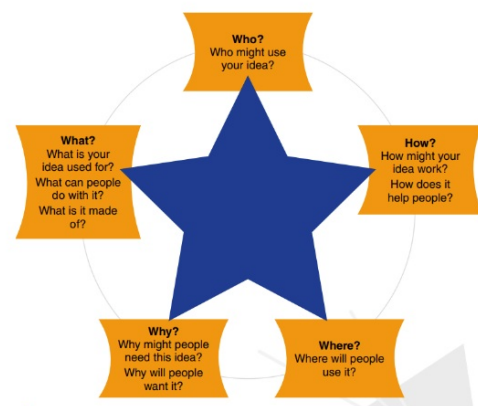 Who?
Who might use
your idea?
What?
What is your
idea used for?
What can people
do with it?
What is it made
of?
How?
How might your
idea work?
How does it
help people?
Why?
Why might people
need this idea?
Why will people
want it?
Where?
Where will people
use it?